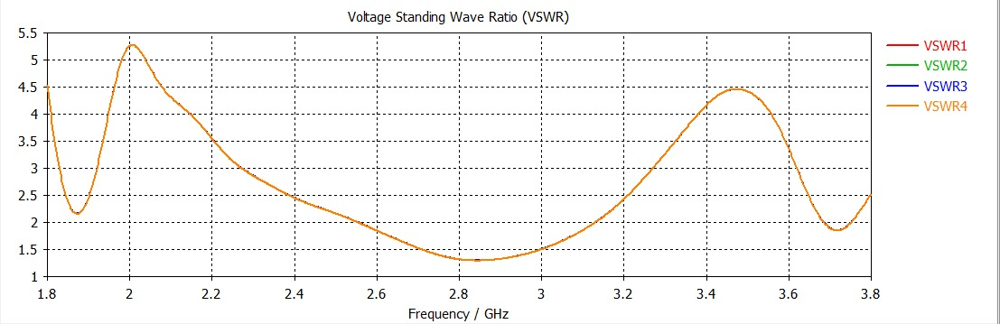 Voltage Standing Wave Ratio (VSWR)
5.5
5
4.5
4
3.5
3
2.5
2
1.5
1
1.8 2 2.2 2.4 2.6 2.8 3 3.2 3.4 3.6 3.8
Frequency / GHz
VSWR1
VSWR2
VSWR3
VSWR4